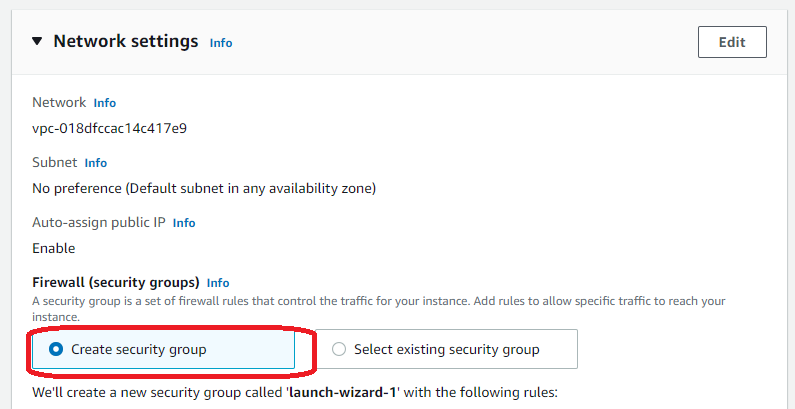 Network settings Info
Edit
Network Info
vpc-018dfccac14c417e9
Subnet Info
No preference (Default subnet in any availability zone)
Auto-assign public IP Info
Enable
Firewall (security groups) Info
A security group is a set of firewall rules that control the traffic for your instance. Add rules to allow specific traffic to reach your
instance.
Create security group
Select existing security group
We'll create a new security group called 'launch-wizard-1' with the following rules: